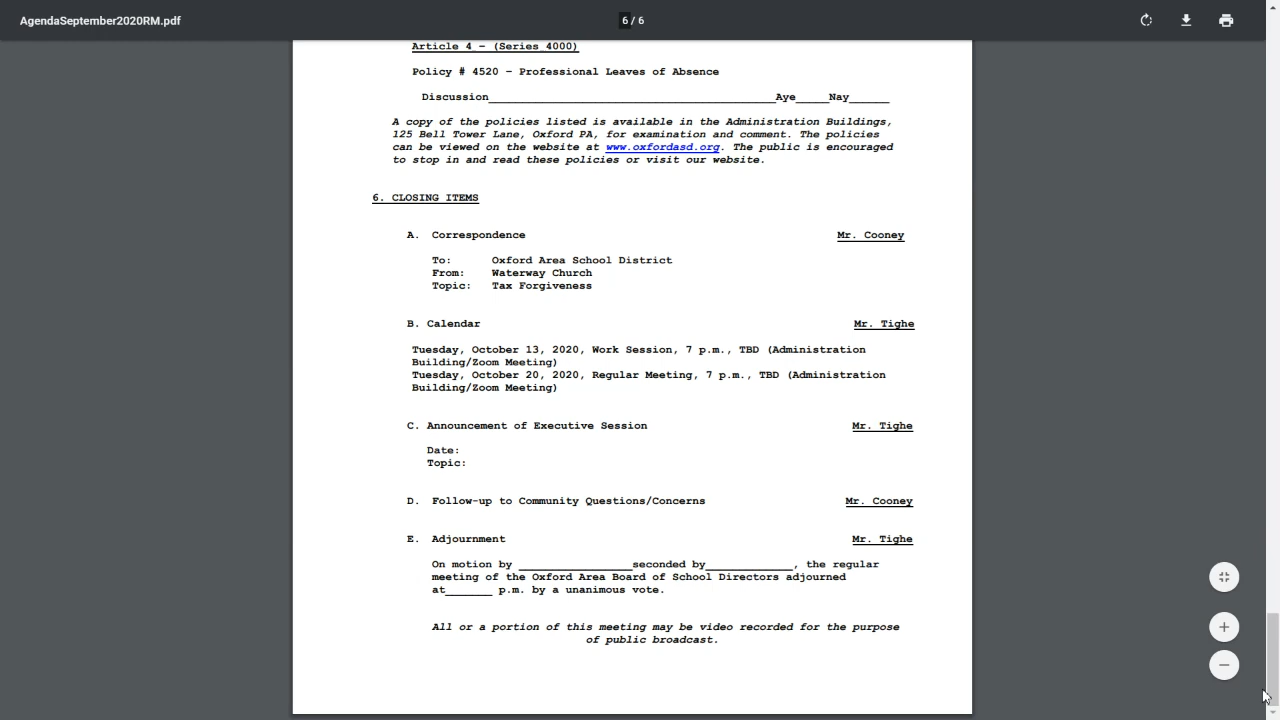 AgendaSeptember2020RM.pdf
6 / 6
Article 4 – (Series 4000)
Policy # 4520 – Professional Leaves of Absence
Discussion___________________________________________Aye_____Nay______
A copy of the policies listed is available in the Administration Buildings,
125 Bell Tower Lane, Oxford PA, for examination and comment. The policies
can be viewed on the website at www.oxfordasd.org. The public is encouraged
to stop in and read these policies or visit our website.
6. CLOSING ITEMS
A. Correspondence Mr. Cooney
To: Oxford Area School District
From: Waterway Church
Topic: Tax Forgiveness
B. Calendar Mr. Tighe
Tuesday, October 13, 2020, Work Session, 7 p.m., TBD (Administration
Building/Zoom Meeting)
Tuesday, October 20, 2020, Regular Meeting, 7 p.m., TBD (Administration
Building/Zoom Meeting)
C. Announcement of Executive Session Mr. Tighe
Date:
Topic:
D. Follow-up to Community Questions/Concerns Mr. Cooney
E. Adjournment Mr. Tighe
On motion by _________________seconded by_____________, the regular
meeting of the Oxford Area Board of School Directors adjourned
at_______ p.m. by a unanimous vote.
All or a portion of this meeting may be video recorded for the purpose
of public broadcast.